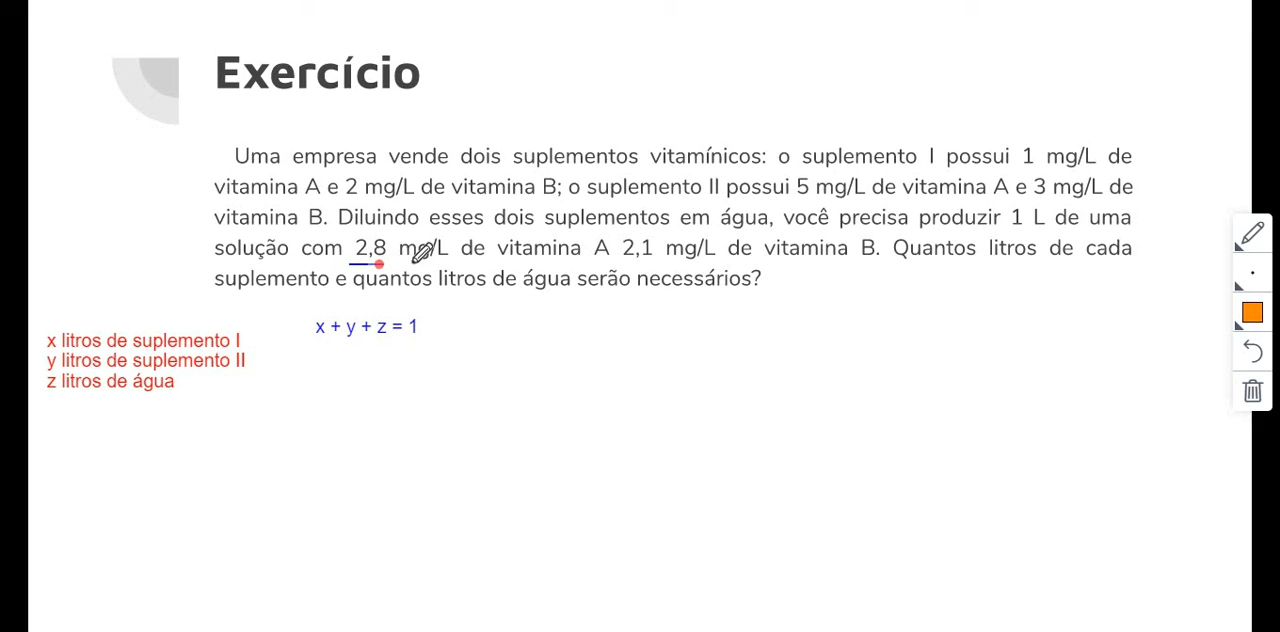 Exercício
Uma empresa vende dois suplementos vitamínicos: o suplemento I possui 1 mg/L de
vitamina A e 2 mg/L de vitamina B; o suplemento II possui 5 mg/L de vitamina A e 3 mg/L de
vitamina B. Diluindo esses dois suplementos em água, você precisa produzir 1 L de uma
solução com 2,8 mg/L de vitamina A 2,1 mg/L de vitamina B. Quantos litros de cada
suplemento e quantos litros de água serão necessários?
x + y + z = 1
x litros de suplemento I
y litros de suplemento II
z litros de água